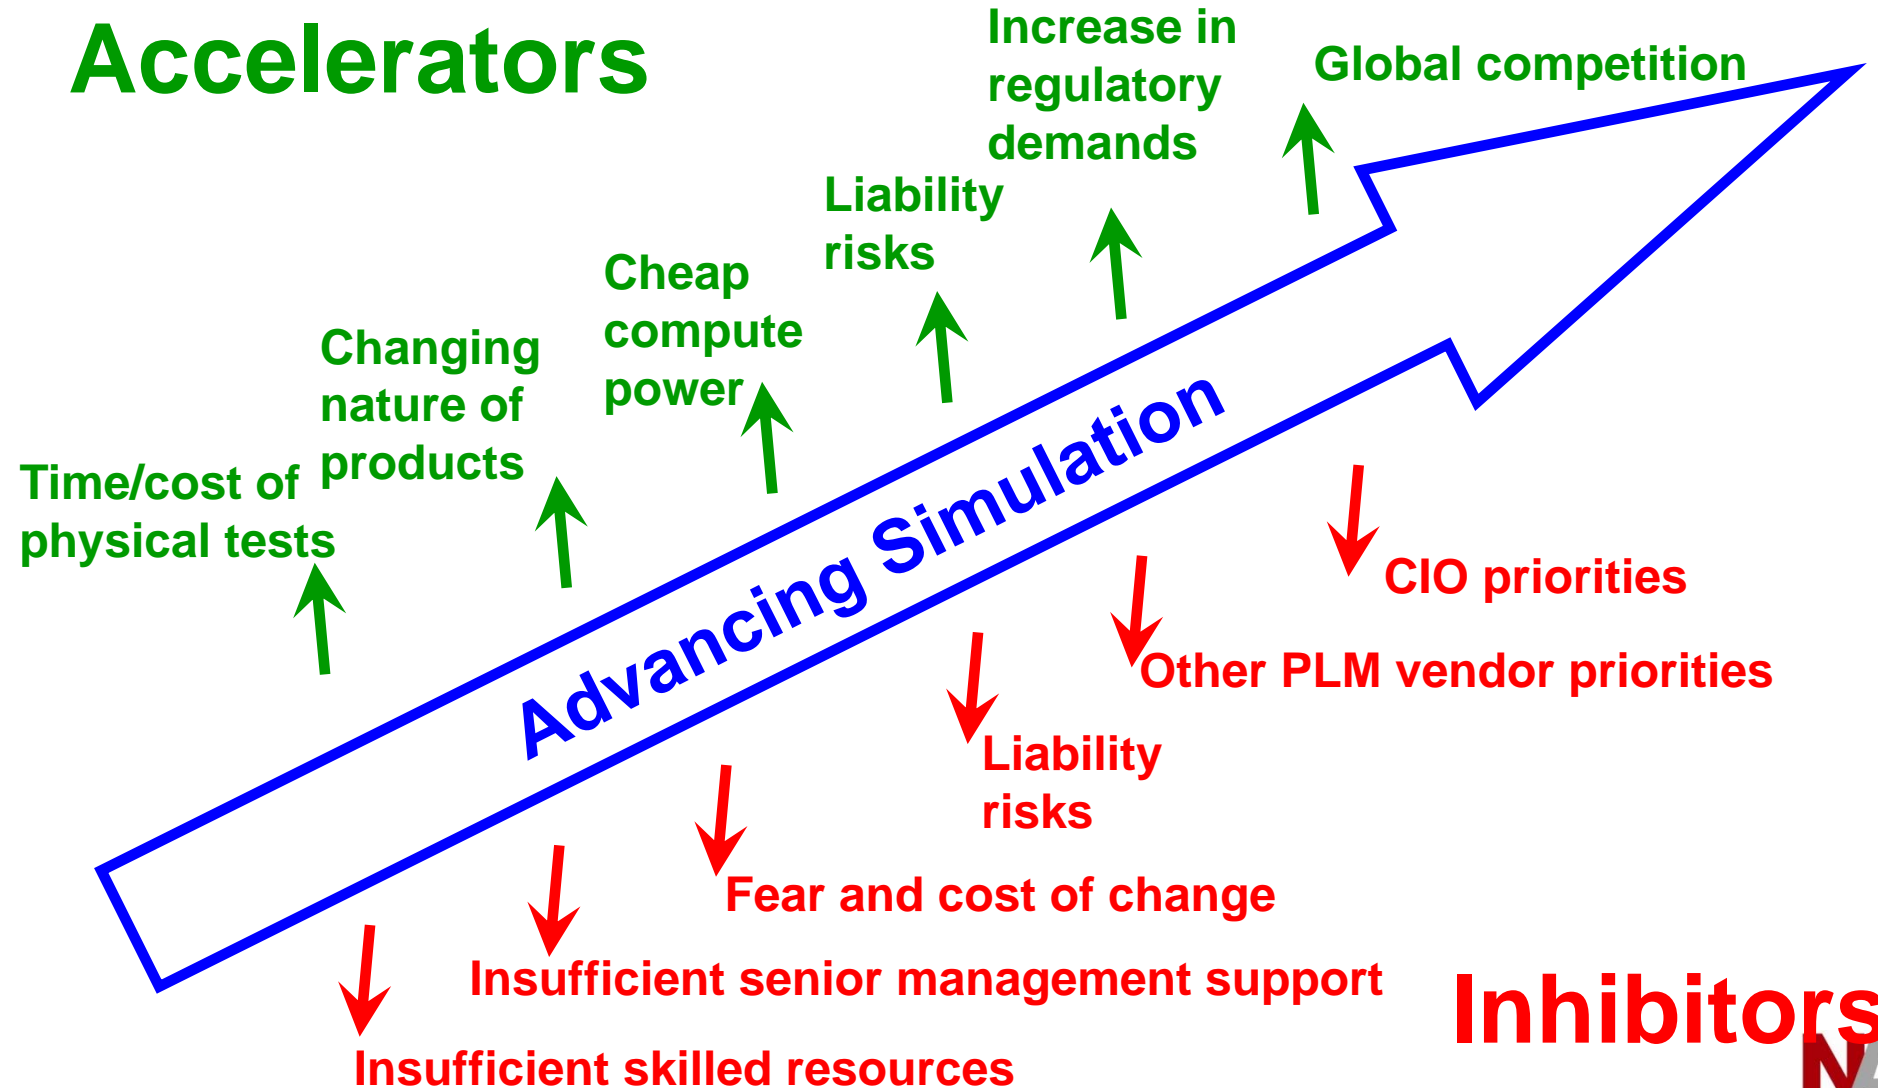 Accelerators
Increase in
regulatory
demands
Global competition
Liability
risks
Cheap
compute
power
Changing
nature of
products
Time/cost of
physical tests
Advancing Simulation
CIO priorities
Other PLM vendor priorities
Liability
risks
Fear and cost of change
Insufficient senior management support
Insufficient skilled resources
Inhibitors